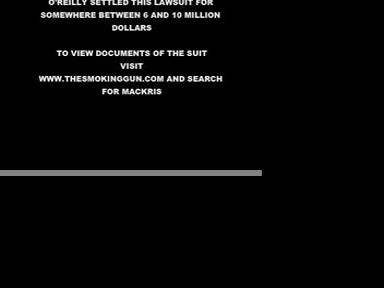 O'REILLY SETTLED THIS LAWSUIT FOR
SOMEWHERE BETWEEN 6 AND 10 MILLION
DOLLARS
TO VIEW DOCUMENTS OF THE SUIT
VISIT
WWW.THESMOKINGGUN.COM AND SEARCH
FOR MACKRIS